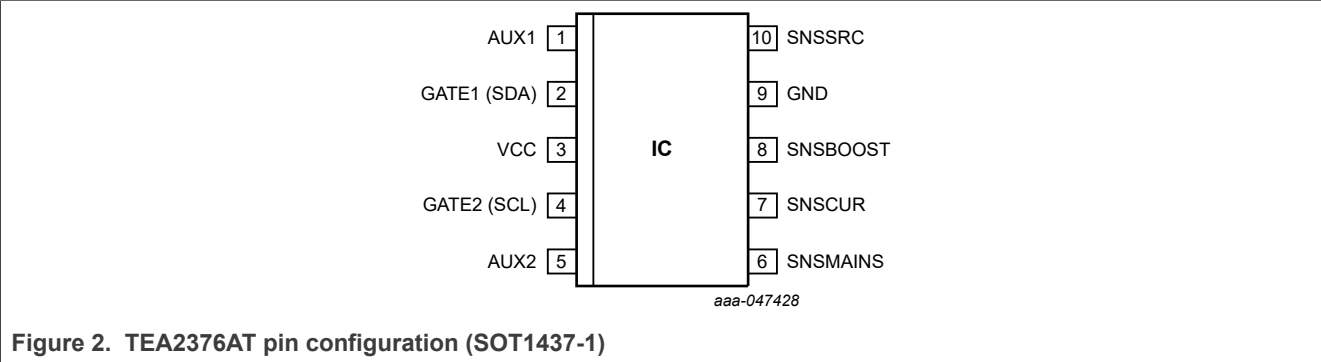 AUX1 1 10 SNSSRC
GATE1 (SDA) 2 9 GND
VCC 3 IC 8 SNSBOOST
GATE2 (SCL) 4 7 SNSCUR
AUX2 5 6 SNSMAINS
aaa-047428
Figure 2. TEA2376AT pin configuration (SOT1437-1)